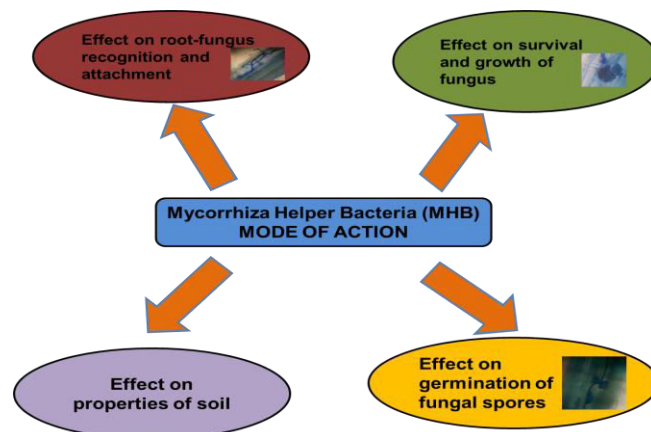 Effect on root-fungus
recognition and
attachment
Effect on survival
and growth of
fungus
Mycorrhiza Helper Bacteria (MHB)
MODE OF ACTION
Effect on
properties of soil
Effect on
germination of
fungal spores